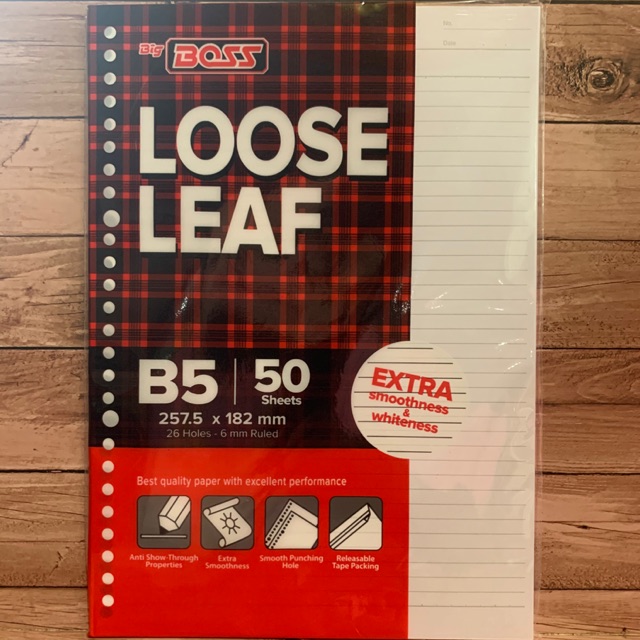 No.
Date
Big BOSS
LOOSE
LEAF
B5
50
Sheets
257.5 x 182 mm
26 Holes - 6 mm Ruled
EXTRA
smoothness
&
whiteness
Best quality paper with excellent performance
Anti Show-Through
Properties
Extra
Smoothness
Smooth Punching
Hole
Releasable
Tape Packing